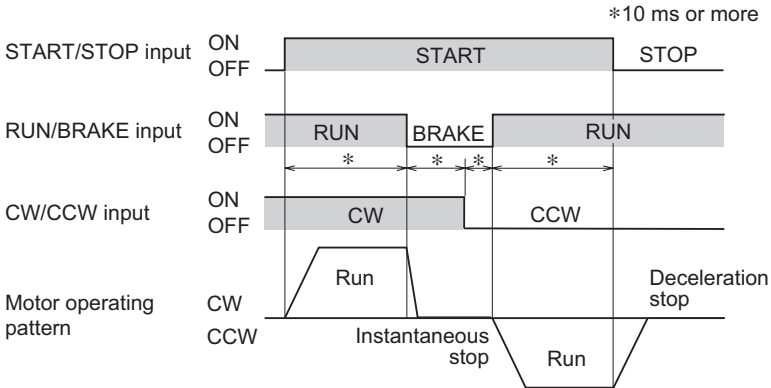 *10 ms or more
START/STOP input ON OFF START STOP
RUN/BRAKE input ON OFF RUN BRAKE RUN
* * * *
CW/CCW input ON OFF CW CCW
Motor operating pattern CW CCW Run Instantaneous stop Run Deceleration stop